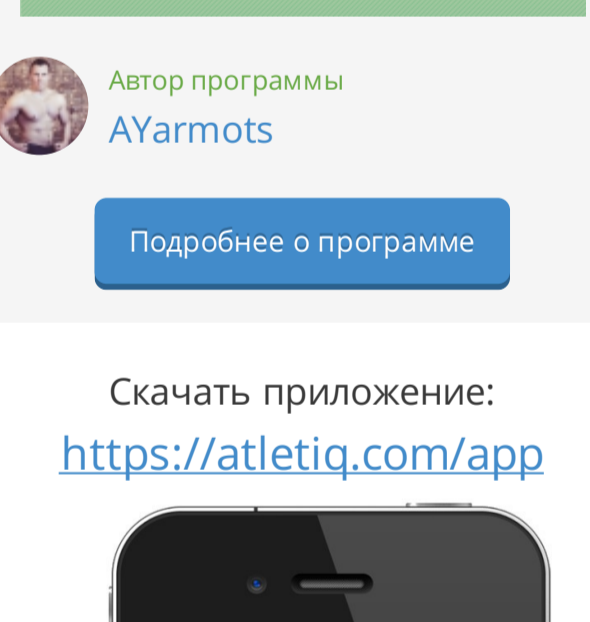 Автор программы
AYarmots
Подробнее о программе
Скачать приложение:
https://atletiq.com/app